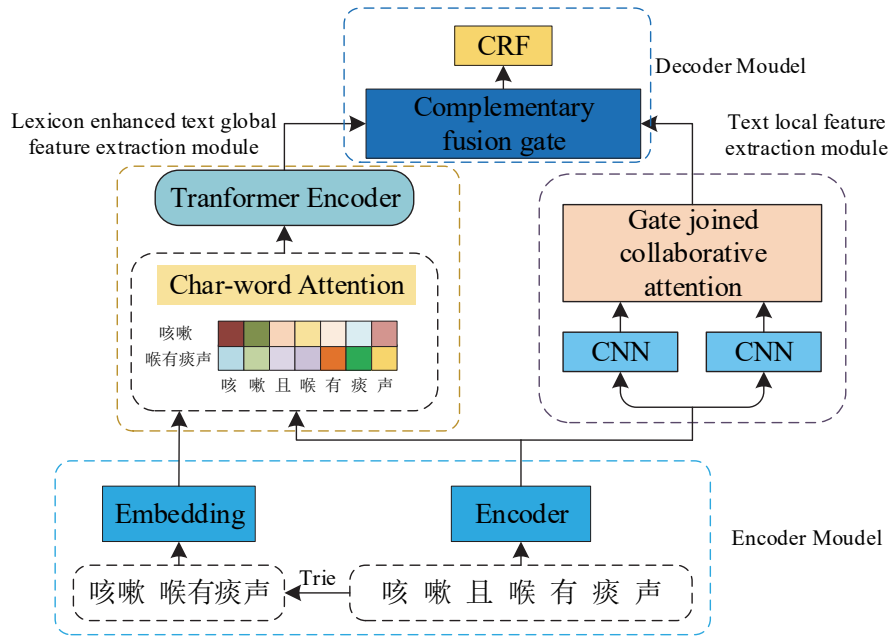 CRF
Decoder Moudel
Complementary
fusion gate
Lexicon enhanced text global
feature extraction module
Text local feature
extraction module
Tranformer Encoder
Gate joined
collaborative
attention
Char-word Attention
咳嗽
喉有痰声
咳 嗽 且 喉 有 痰 声
CNN
CNN
Embedding
Encoder
Encoder Moudel
咳嗽 喉有痰声
Trie
咳 嗽 且 喉 有 痰 声